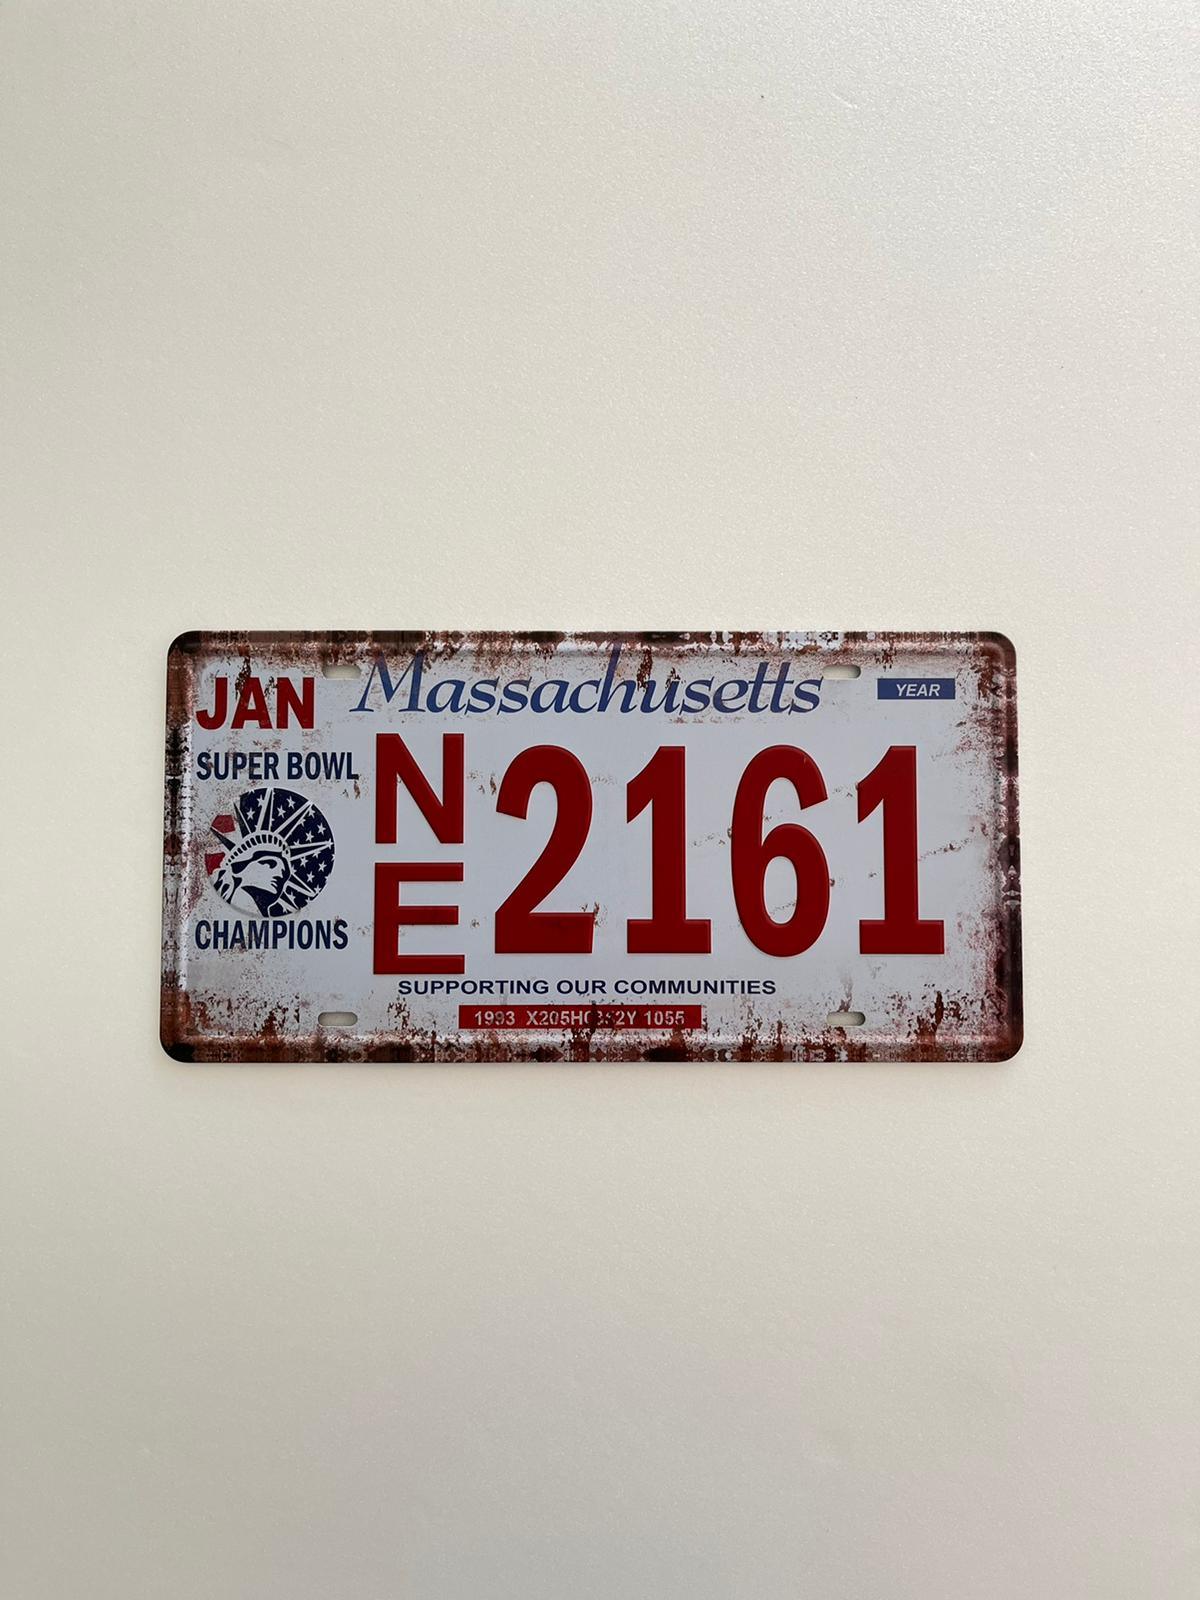 Massachusetts
JAN
YEAR
SUPER BOWL
CHAMPIONS
NE 2161
SUPPORTING OUR COMMUNITIES
1993 1055